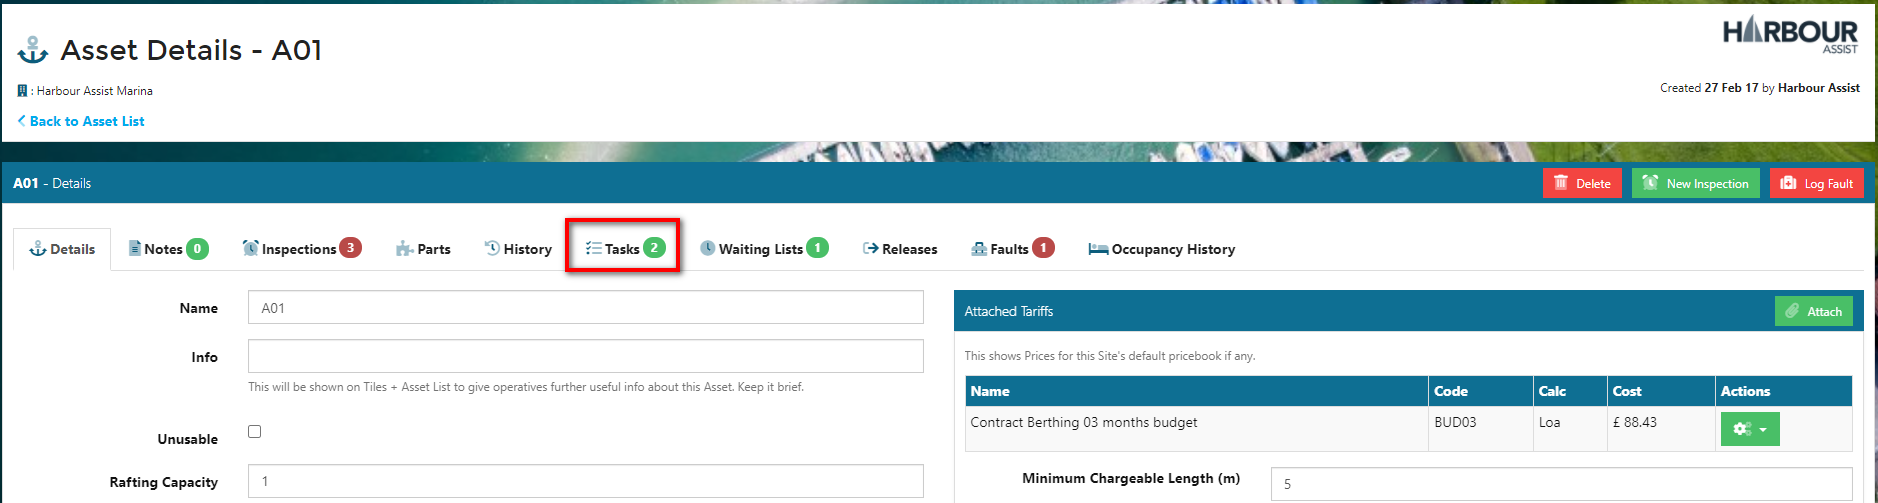 Asset Details - A01
HARBOUR
ASSIST
: Harbour Assist Marina
Created 27 Feb 17 by Harbour Assist
Back to Asset List
A01 - Details
Delete
New Inspection
Log Fault
Details
Notes 0
Inspections 3
Parts
History
Tasks 2
Waiting Lists 1
Releases
Faults 1
Occupancy History
Name
A01
Info
This will be shown on Tiles + Asset List to give operatives further useful info about this Asset. Keep it brief.
Unusable
Rafting Capacity
1
Attached Tariffs
Attach
This shows Prices for this Site's default pricebook if any.
Name Code Calc Cost Actions
Contract Berthing 03 months budget BUD03 Loa £ 88.43
Minimum Chargeable Length (m)
5